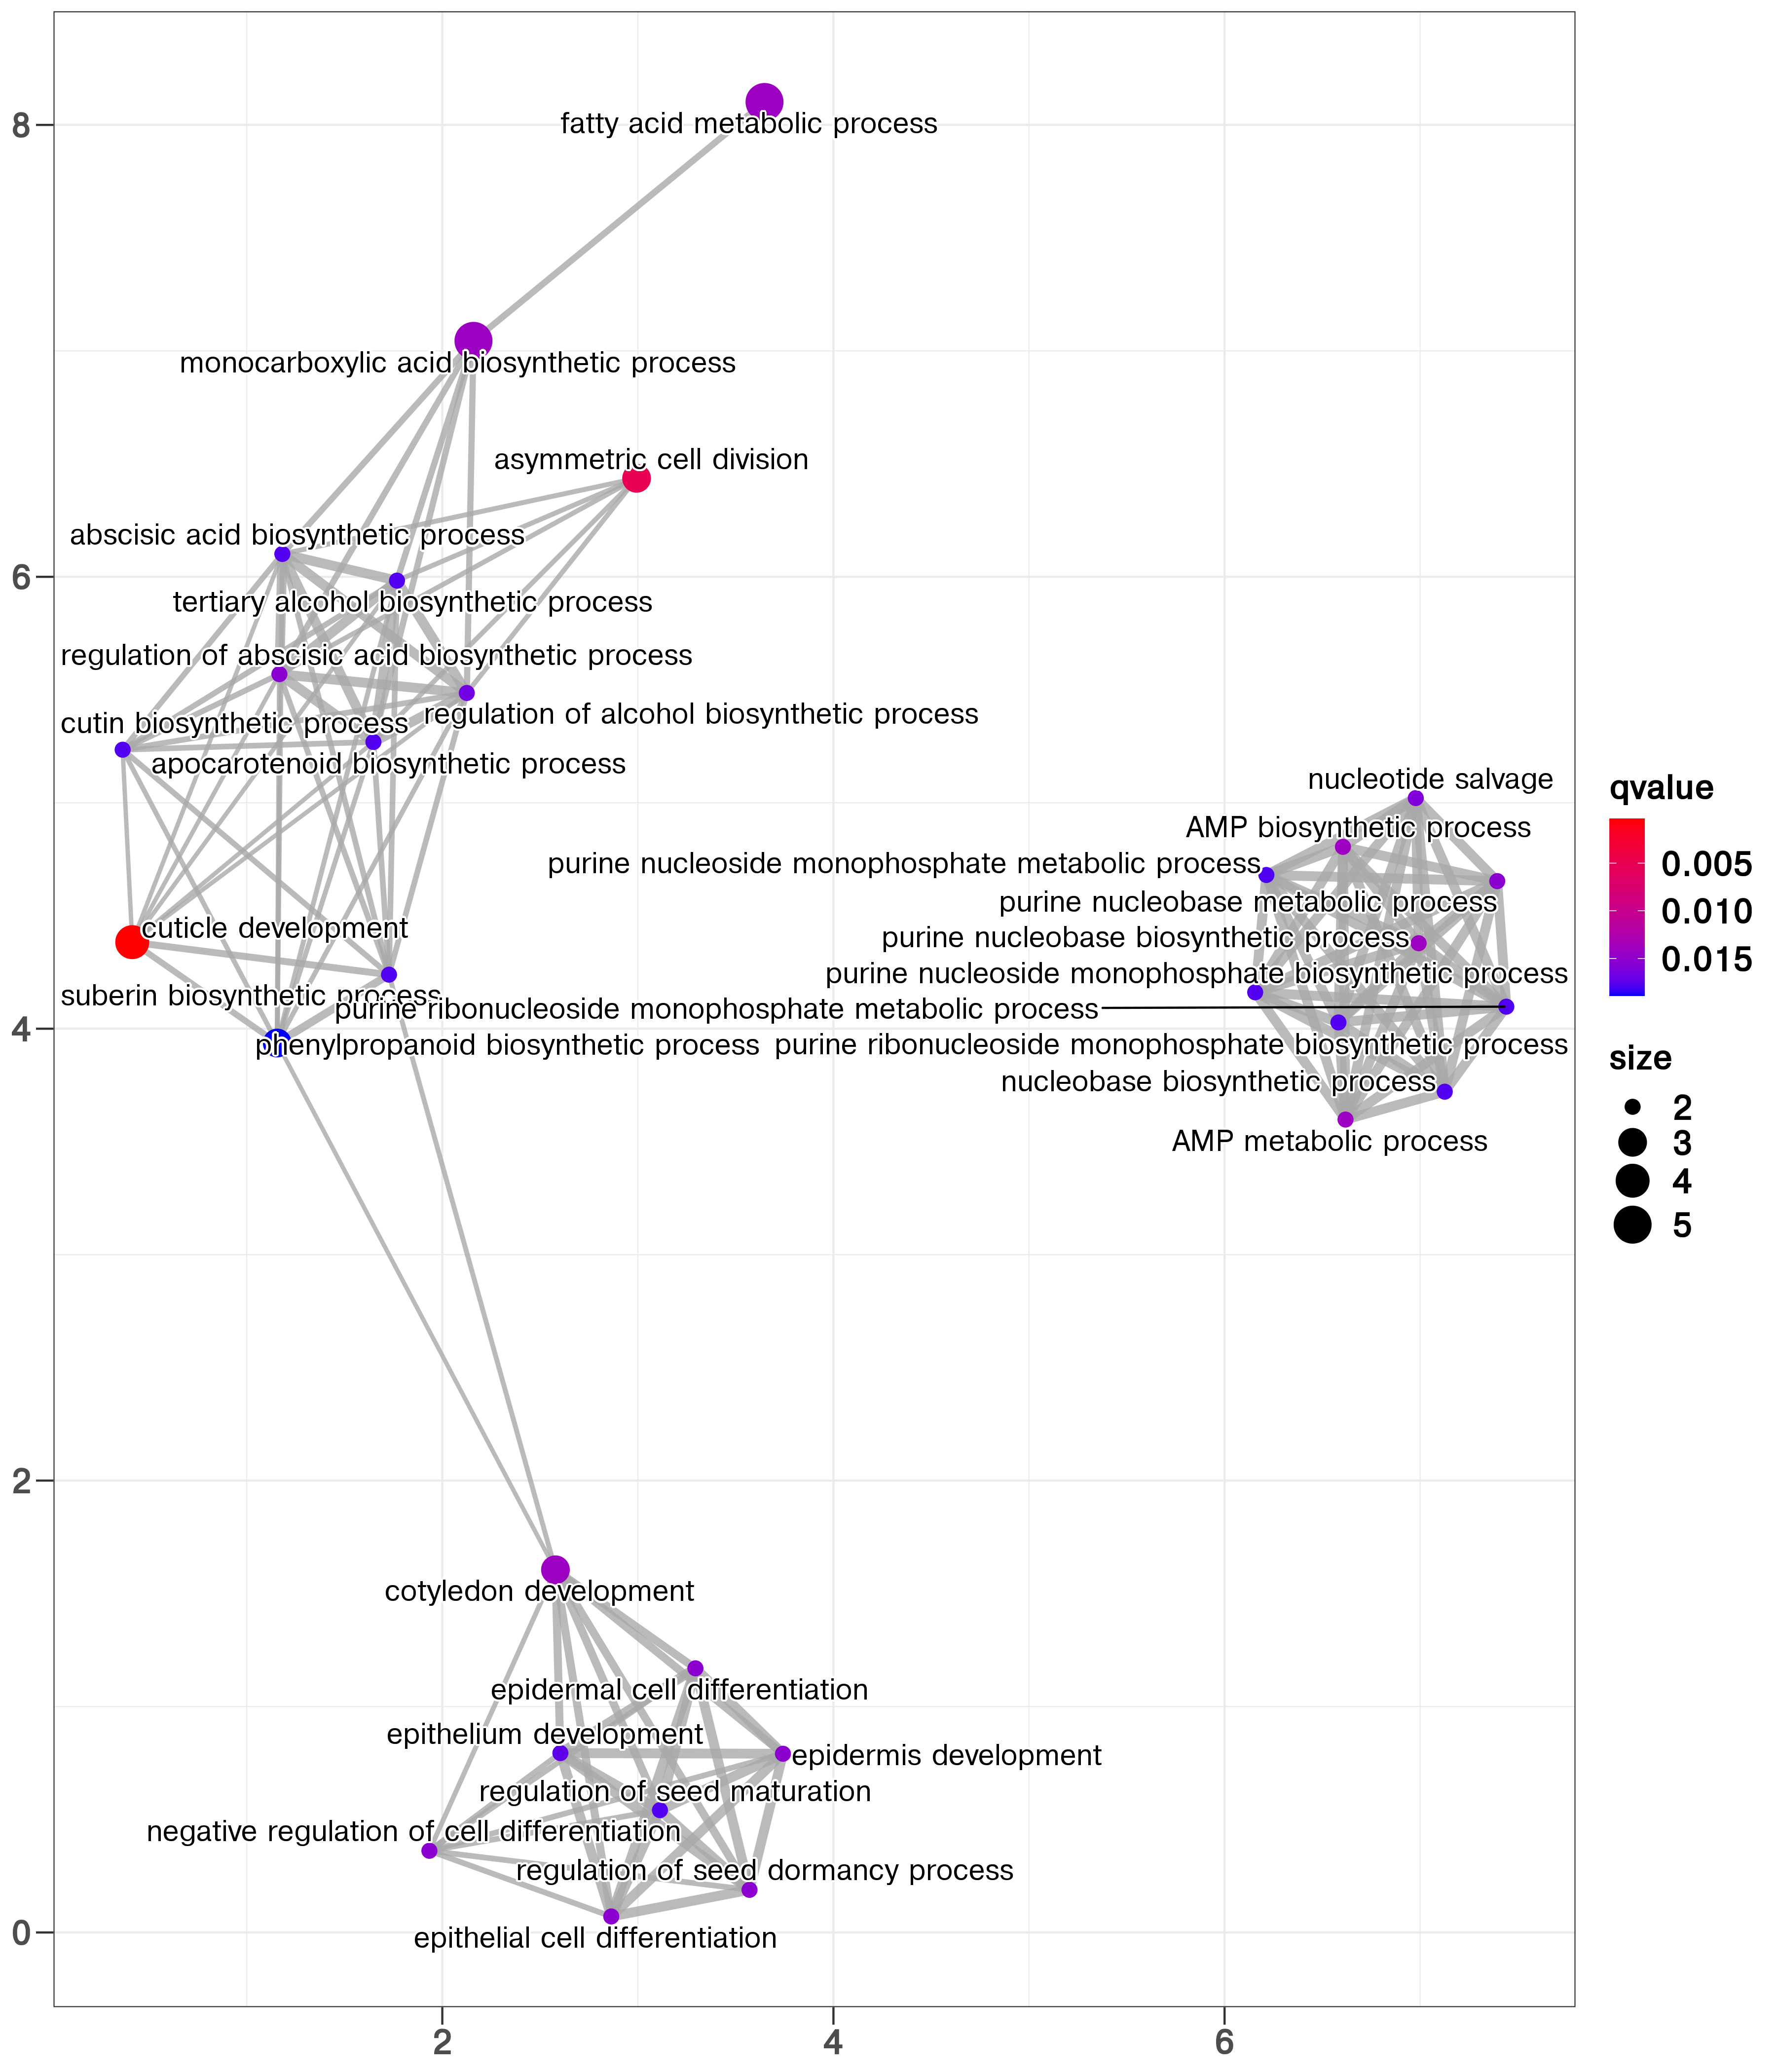 8
fatty acid metabolic process
monocarboxylic acid biosynthetic process
asymmetric cell division
abscisic acid biosynthetic process
6
tertiary alcohol biosynthetic process
regulation of abscisic acid biosynthetic process
regulation of alcohol biosynthetic process
cutin biosynthetic process
apocarotenoid biosynthetic process
nucleotide salvage
AMP biosynthetic process
purine nucleoside monophosphate metabolic process
purine nucleobase metabolic process
cuticle development
purine nucleobase biosynthetic process
purine nucleoside monophosphate biosynthetic process
suberin biosynthetic process
purine ribonucleoside monophosphate metabolic process
4
phenylpropanoid biosynthetic process
purine ribonucleoside monophosphate biosynthetic process
nucleobase biosynthetic process
AMP metabolic process
2
cotyledon development
epidermal cell differentiation
epithelium development
epidermis development
regulation of seed maturation
negative regulation of cell differentiation
regulation of seed dormancy process
0
epithelial cell differentiation
2
4
6
qvalue
0.005
0.010
0.015
size
2
3
4
5